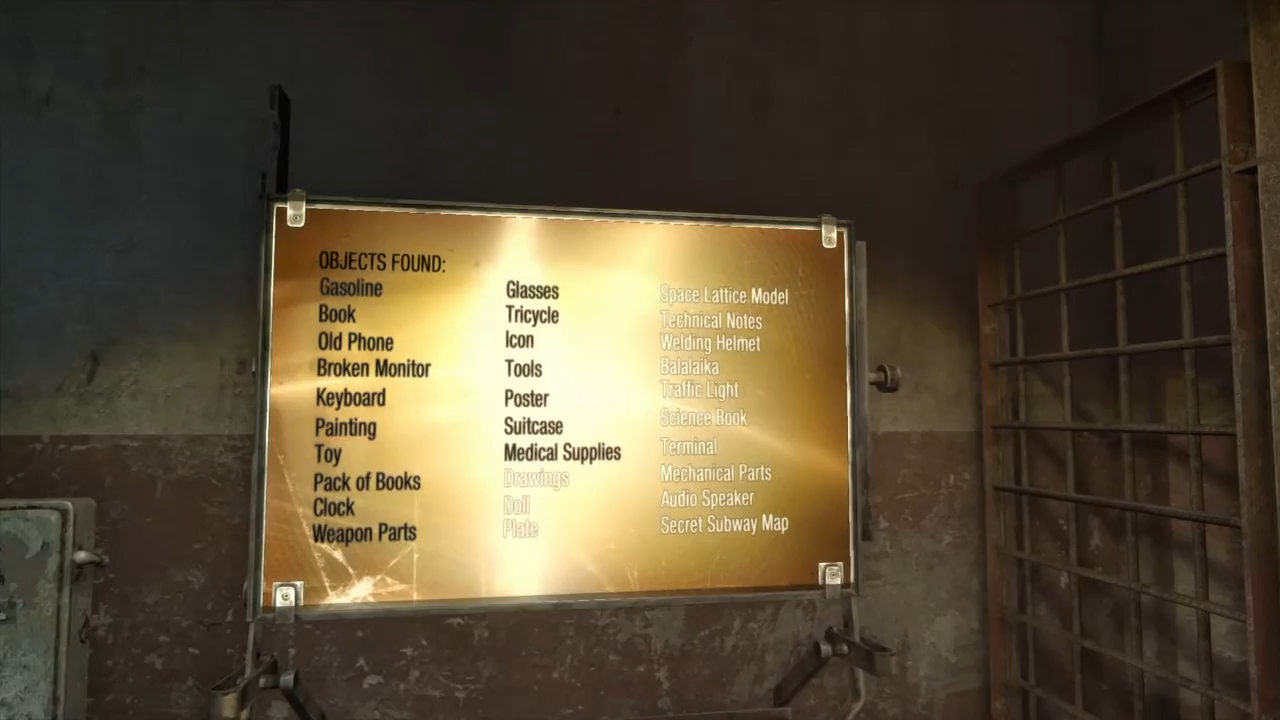 OBJECTS FOUND:
Gasoline
Book
Old Phone
Broken Monitor
Keyboard
Painting
Toy
Pack of Books
Clock
Weapon Parts
Glasses
Tricycle
Icon
Tools
Poster
Suitcase
Medical Supplies
Drawings
Doll
Plate
Space Lattice Model
Technical Notes
Welding Helmet
Balalaika
Traffic Light
Science Book
Terminal
Mechanical Parts
Audio Speaker
Secret Subway Map